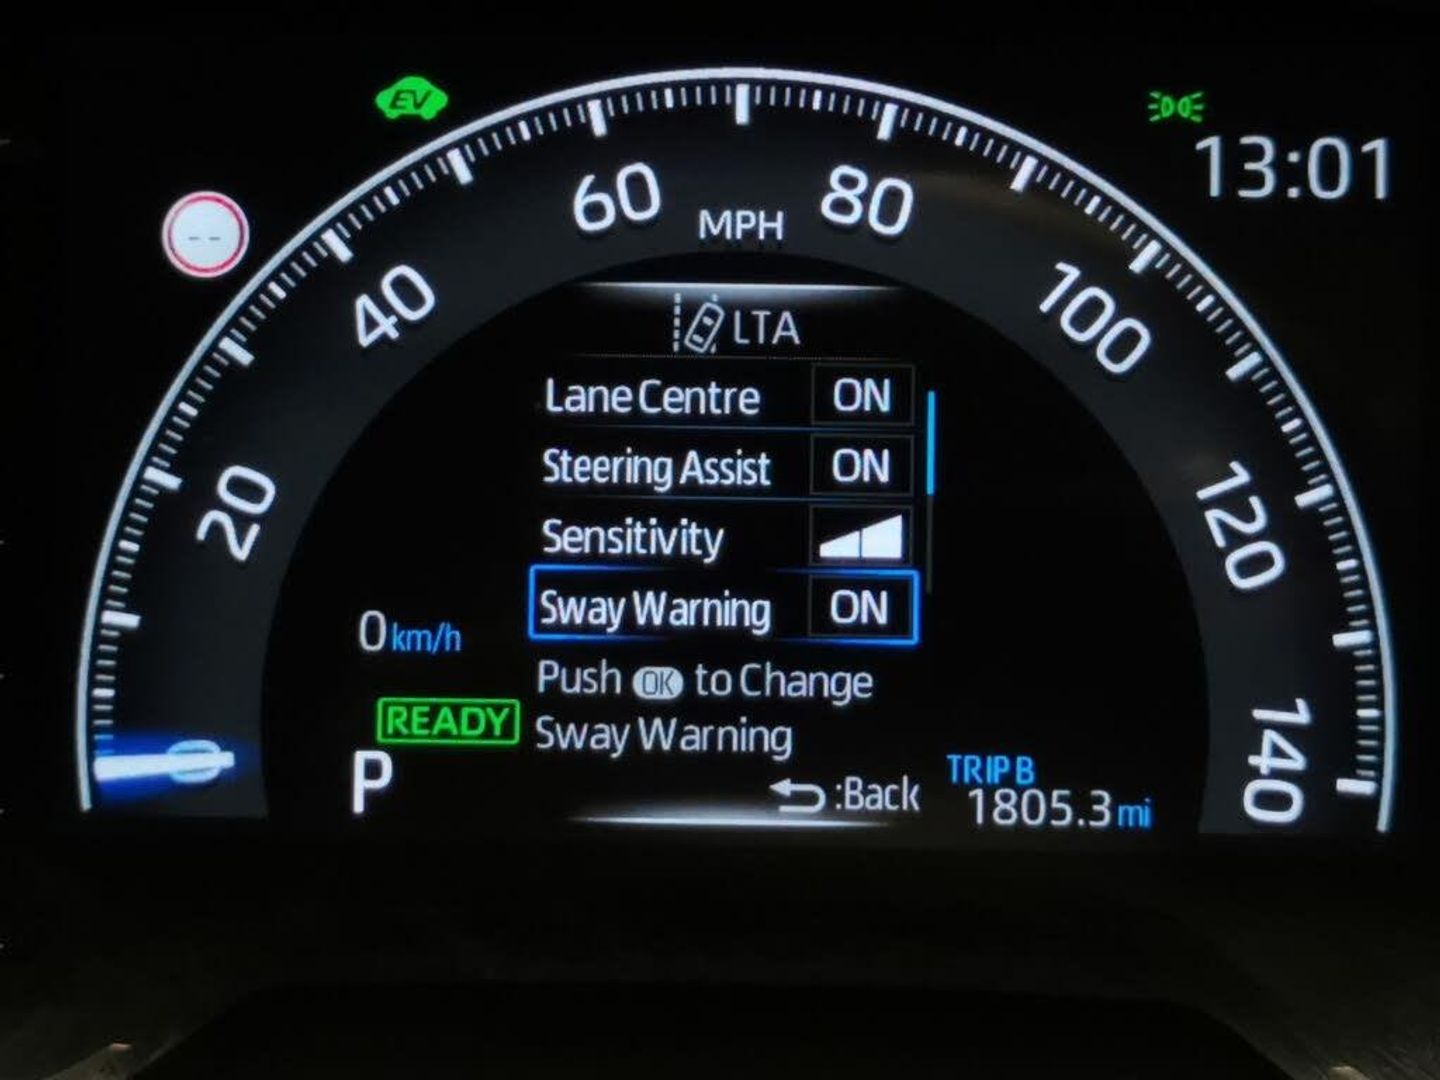 EV
13:01
--
60
MPH
80
40
100
LTA
Lane Centre ON
20
Steering Assist ON
120
Sensitivity
Sway Warning ON
0 km/h
Push OK to Change
READY
Sway Warning
140
0
P
:Back
TRIP B
1805.3 mi